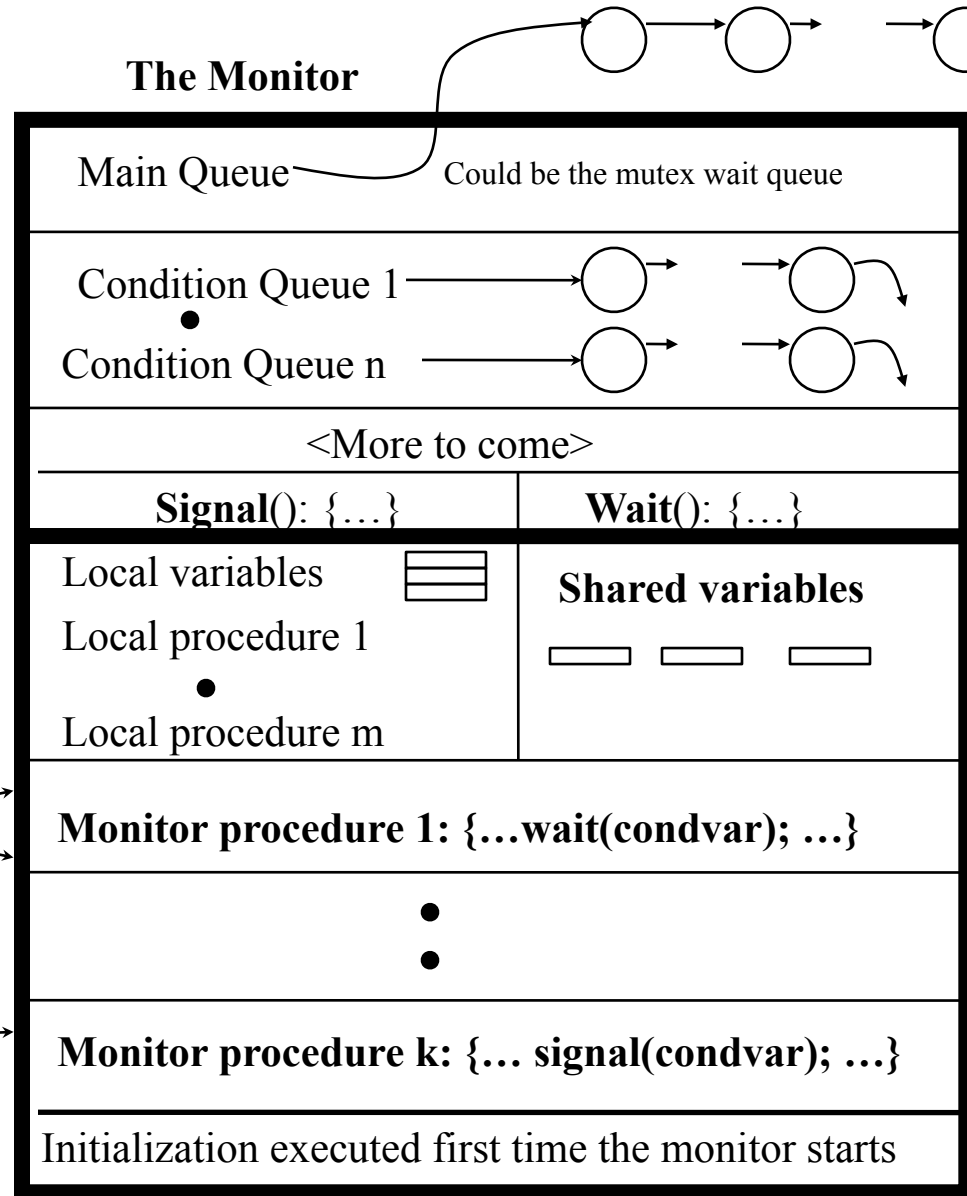 The Monitor
Main Queue
Could be the mutex wait queue
Condition Queue 1
Condition Queue n
<More to come>
Signal(): {…}
Wait(): {…}
Local variables
Shared variables
Local procedure 1
Local procedure m
Monitor procedure 1: {…wait(condvar); …}
Monitor procedure k: {… signal(condvar); …}
Initialization executed first time the monitor starts